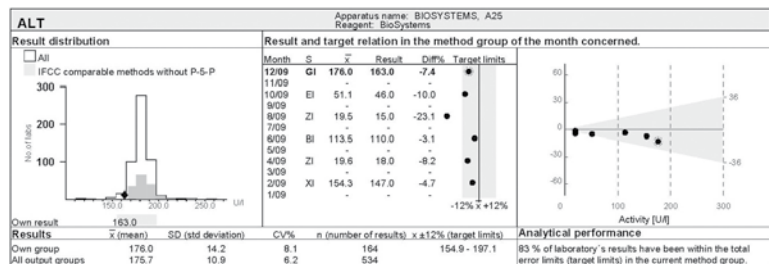 ALT
Apparatus name: BIOSYSTEMS, A25
Reagent: BioSystems
Result distribution
All
IFCC comparable methods without P-5-P
300
200
100
No.of labs
150.0 200.0 250.0 U/l
Own result 163.0
Result and target relation in the method group of the month concerned.
Month S x̄ Result Diff% Target limits
12/09 GI 176.0 163.0 -7.4
11/09 - - -
10/09 EI 51.1 46.0 -10.0
9/09 - - -
8/09 ZI 19.5 15.0 -23.1
7/09 - - -
6/09 BI 113.5 110.0 -3.1
5/09 - - -
4/09 ZI 19.6 18.0 -8.2
3/09 - - -
2/09 XI 154.3 147.0 -4.7
1/09 - - -
-12% x̄ +12%
60
30
0
-30
-60
36
-36
0 100 200 300
Activity [U/l]
Results x̄ (mean) SD (std deviation) CV% n (number of results) x ±12% (target limits)
Own group 176.0 14.2 8.1 164 154.9 - 197.1
All output groups 175.7 10.9 6.2 534
Analytical performance
83 % of laboratory´s results have been within the total
error limits (target limits) in the current method group.